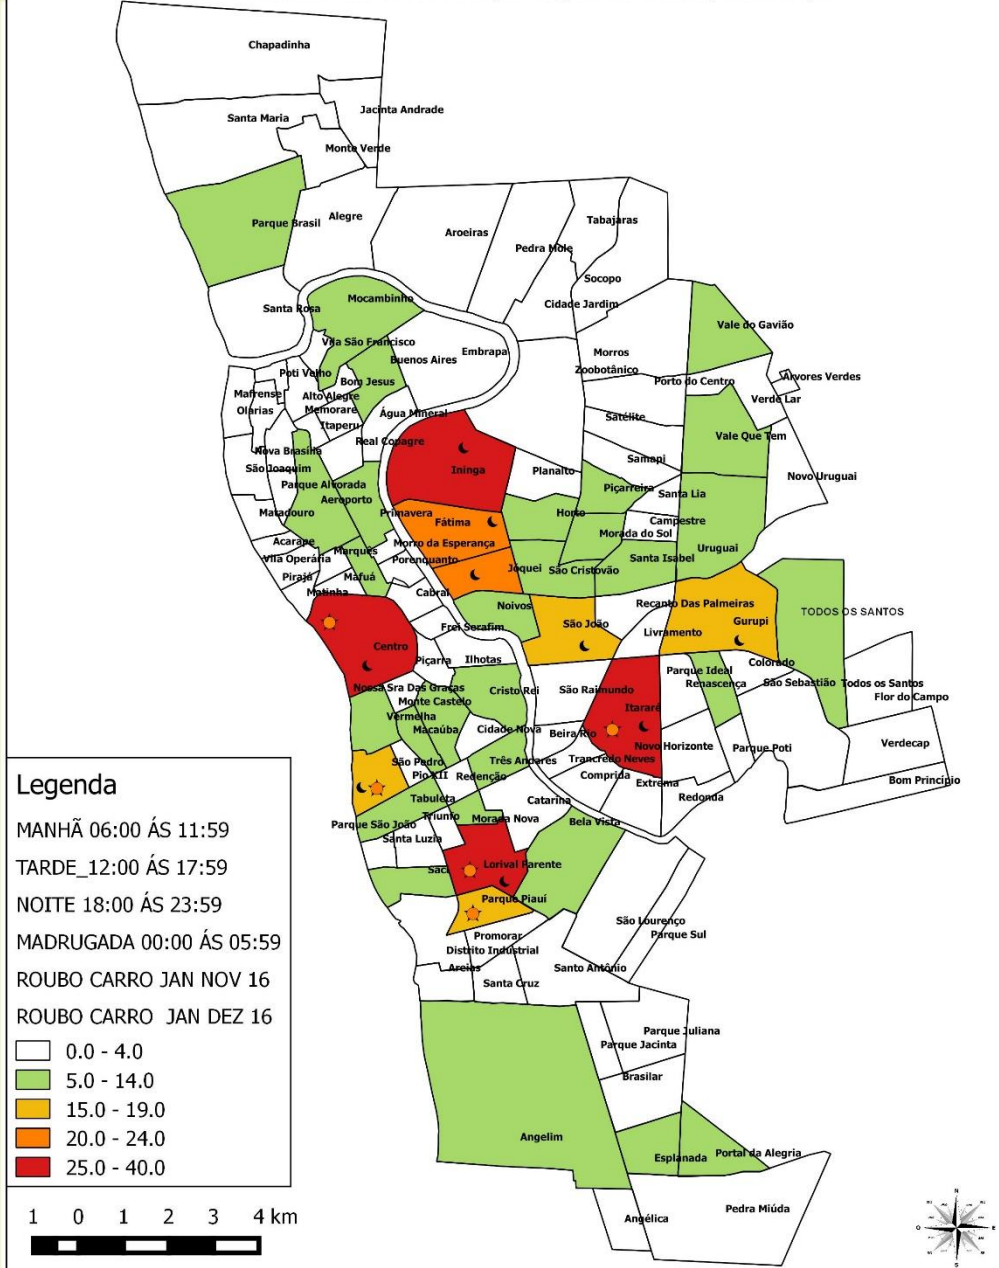 Chapadinha
Jacinta Andrade
Santa Maria
Monte Verde
Parque Brasil
Alegre
Aroeiras
Tabajaras
Pedra Mole
Socopo
Cidade Jardim
Santa Rosa
Mocambinho
Vale do Gavião
Vila São Francisco
Embrapa
Buenos Aires
Morros
Zoobotânico
Poti Velho
Bom Jesus
Porto do Centro
Árvores Verdes
Mafrense
Alto Alegre
Verde Lar
Olarias
Memorare
Água Mineral
Satélite
Itaperu
Real Copagre
Vale Que Tem
Nova Brasília
São Joaquim
Ininga
Planalto
Samapi
Novo Uruguai
Parque Alvorada
Piçarreira
Santa Lia
Aeroporto
Matadouro
Primavera
Fátima
Horto
Campestre
Morada do Sol
Acarape
Morro da Esperança
Marquês
Uruguai
Vila Operária
Porenquanto
Jóquei
São Cristovão
Santa Isabel
Pirajá
Mafuá
Matinha
Cabral
Noivos
Recanto Das Palmeiras
TODOS OS SANTOS
Frei Serafim
São João
Livramento
Gurupi
Centro
Piçarra
Ilhotas
Colorado
Parque Ideal
Renascença
São Sebastião
Todos os Santos
Flor do Campo
Nossa Sra Das Graças
Cristo Rei
São Raimundo
Monte Castelo
Itararé
Vermelha
Macaúba
Cidade Nova
Beira Rio
Novo Horizonte
Parque Poti
Verdecap
São Pedro
Três Andares
Trancredo Neves
Pio XII
Redenção
Comprida
Extrema
Bom Princípio
Tabuleta
Catarina
Redonda
Parque São João
Triunfo
Morada Nova
Bela Vista
Santa Luzia
Saci
Lorival Parente
Parque Piauí
São Lourenço
Parque Sul
Promorar
Distrito Industrial
Areias
Santo Antônio
Santa Cruz
Parque Juliana
Parque Jacinta
Brasilar
Angelim
Esplanada
Portal da Alegria
Angélica
Pedra Miúda
Legenda
MANHÃ 06:00 ÁS 11:59
TARDE_12:00 ÁS 17:59
NOITE 18:00 ÁS 23:59
MADRUGADA 00:00 ÁS 05:59
ROUBO CARRO JAN NOV 16
ROUBO CARRO JAN DEZ 16
0.0 - 4.0
5.0 - 14.0
15.0 - 19.0
20.0 - 24.0
25.0 - 40.0
1 0 1 2 3 4 km
N
O E
S